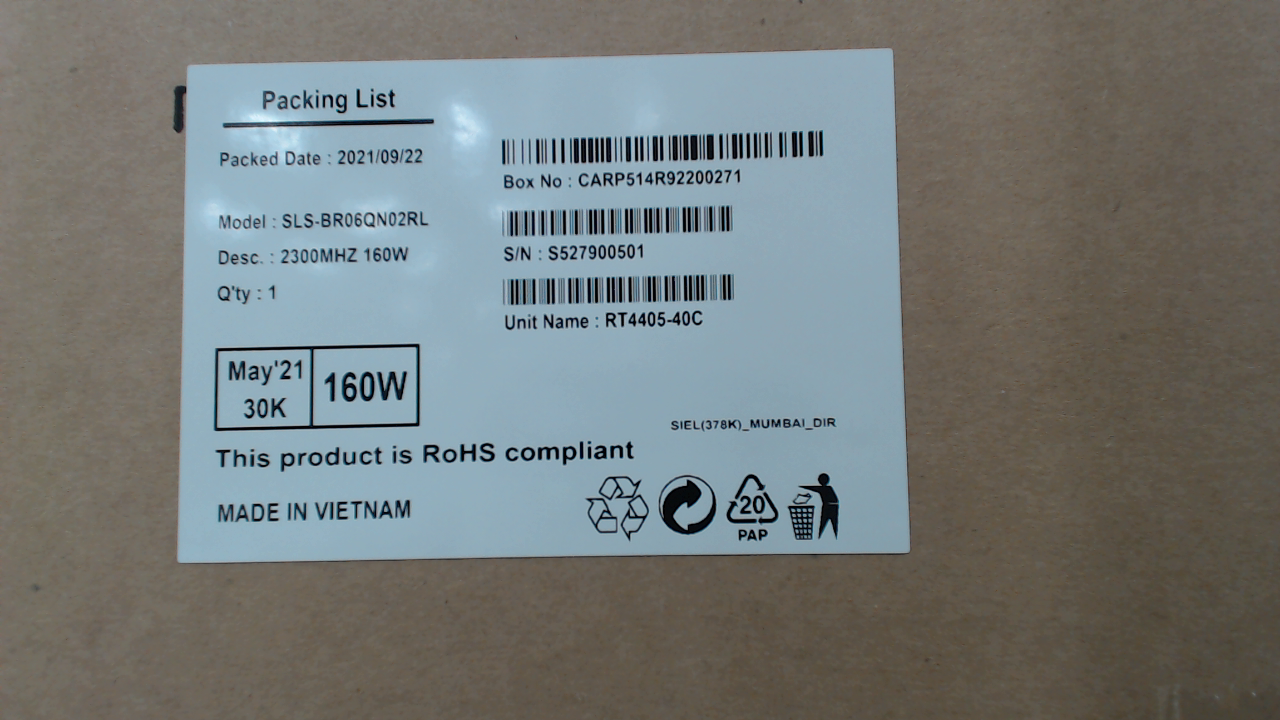 Packing List
Packed Date : 2021/09/22
Box No : CARP514R92200271
Model : SLS-BR06QN02RL
S/N : S527900501
Desc. : 2300MHZ 160W
Q'ty : 1
Unit Name : RT4405-40C
May'21
30K
160W
SIEL(378K)_MUMBAI_DIR
This product is RoHS compliant
MADE IN VIETNAM
20
PAP